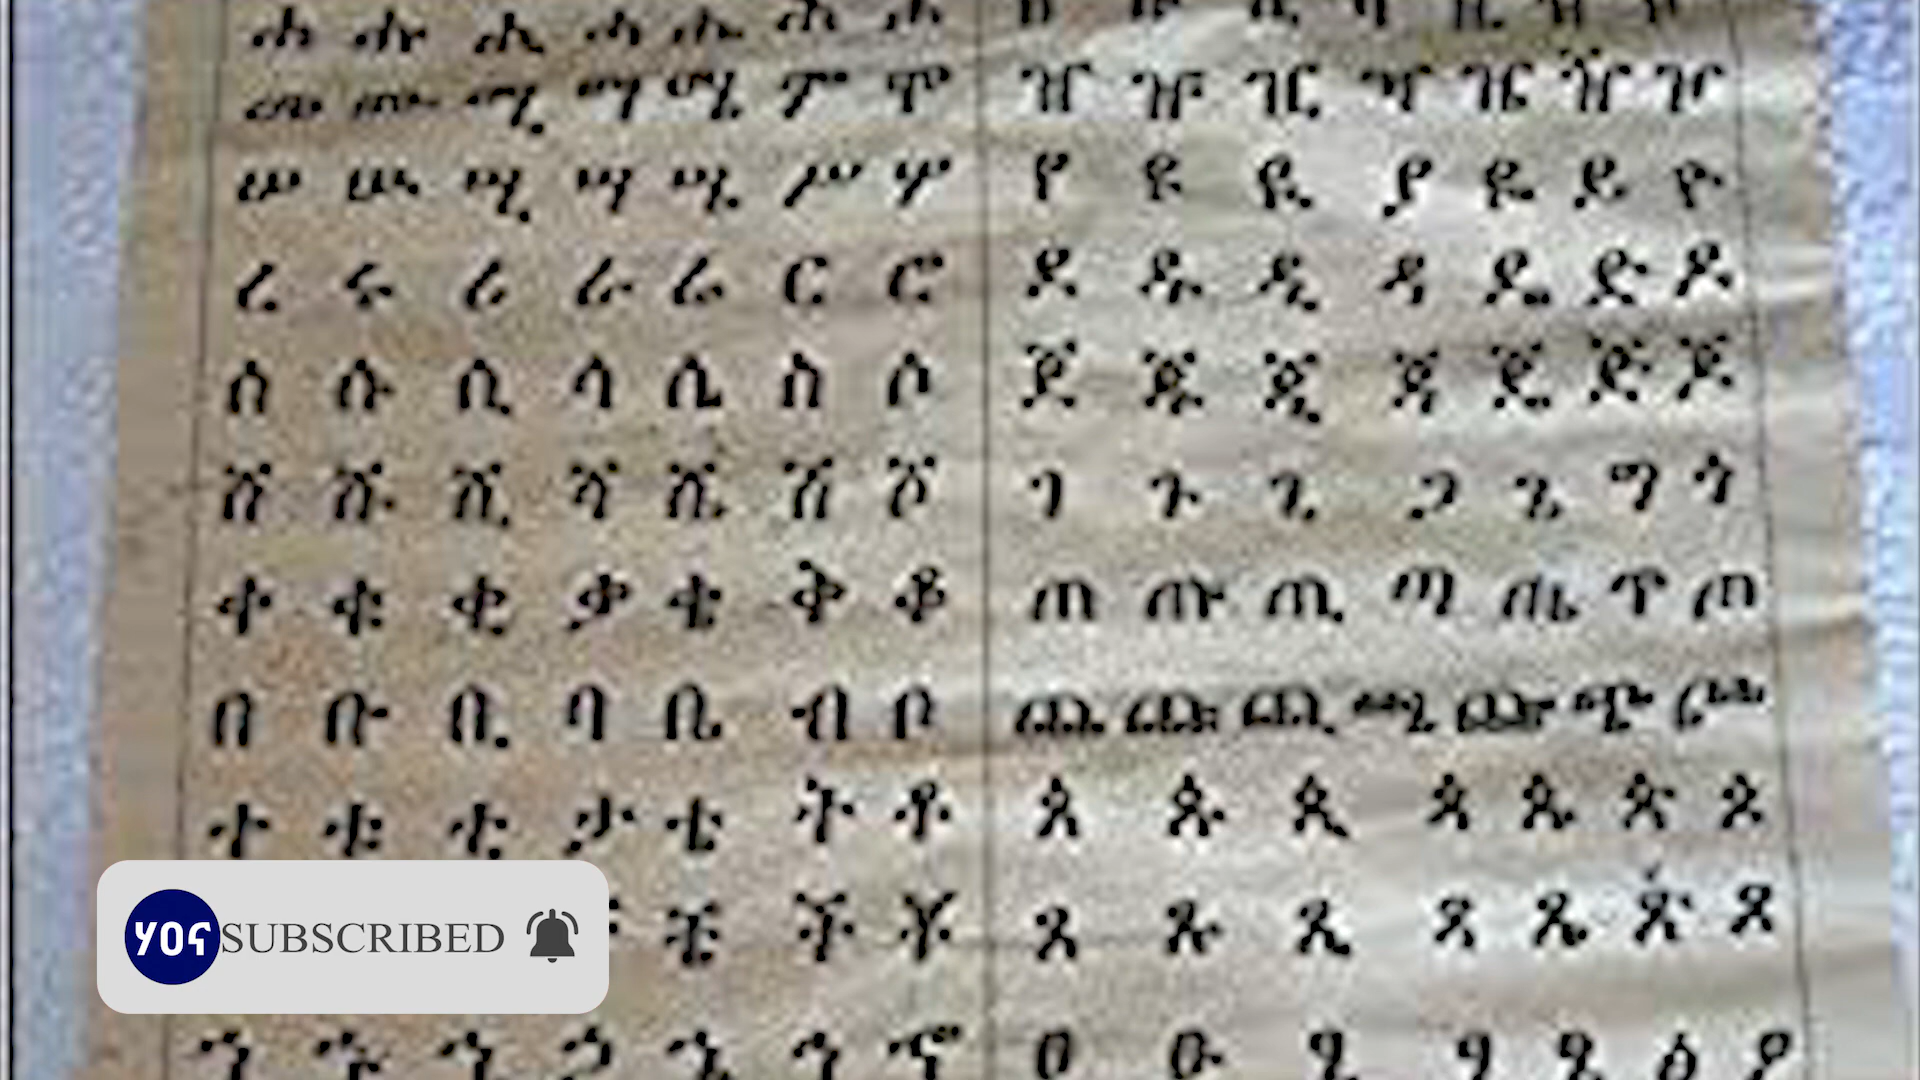 ሐ ሑ ሒ ሓ ሔ ሕ ሖ
መ ሙ ሚ ማ ሜ ም ሞ
ሠ ሡ ሢ ሣ ሤ ሥ ሦ
ረ ሩ ሪ ራ ሬ ር ሮ
ሰ ሱ ሲ ሳ ሴ ስ ሶ
ሸ ሹ ሺ ሻ ሼ ሽ ሾ
ቀ ቁ ቂ ቃ ቄ ቅ ቆ
በ ቡ ቢ ባ ቤ ብ ቦ
ተ ቱ ቲ ታ ቴ ት ቶ
ቼ ች ቾ
ዠ ዡ ዢ ዣ ዤ ዥ ዦ
የ ዩ ዪ ያ ዬ ይ ዮ
ደ ዱ ዲ ዳ ዴ ድ ዶ
ጀ ጁ ጂ ጃ ጄ ጅ ጆ
ገ ጉ ጊ ጋ ጌ ግ ጎ
ጠ ጡ ጢ ጣ ጤ ጥ ጦ
ጨ ጩ ጪ ጫ ጬ ጭ ጮ
ጰ ጱ ጲ ጳ ጴ ጵ ጶ
ጸ ጹ ጺ ጻ ጼ ጽ ጾ
ዐ ዑ ዒ ዓ ዔ ዕ ዖ
SUBSCRIBED